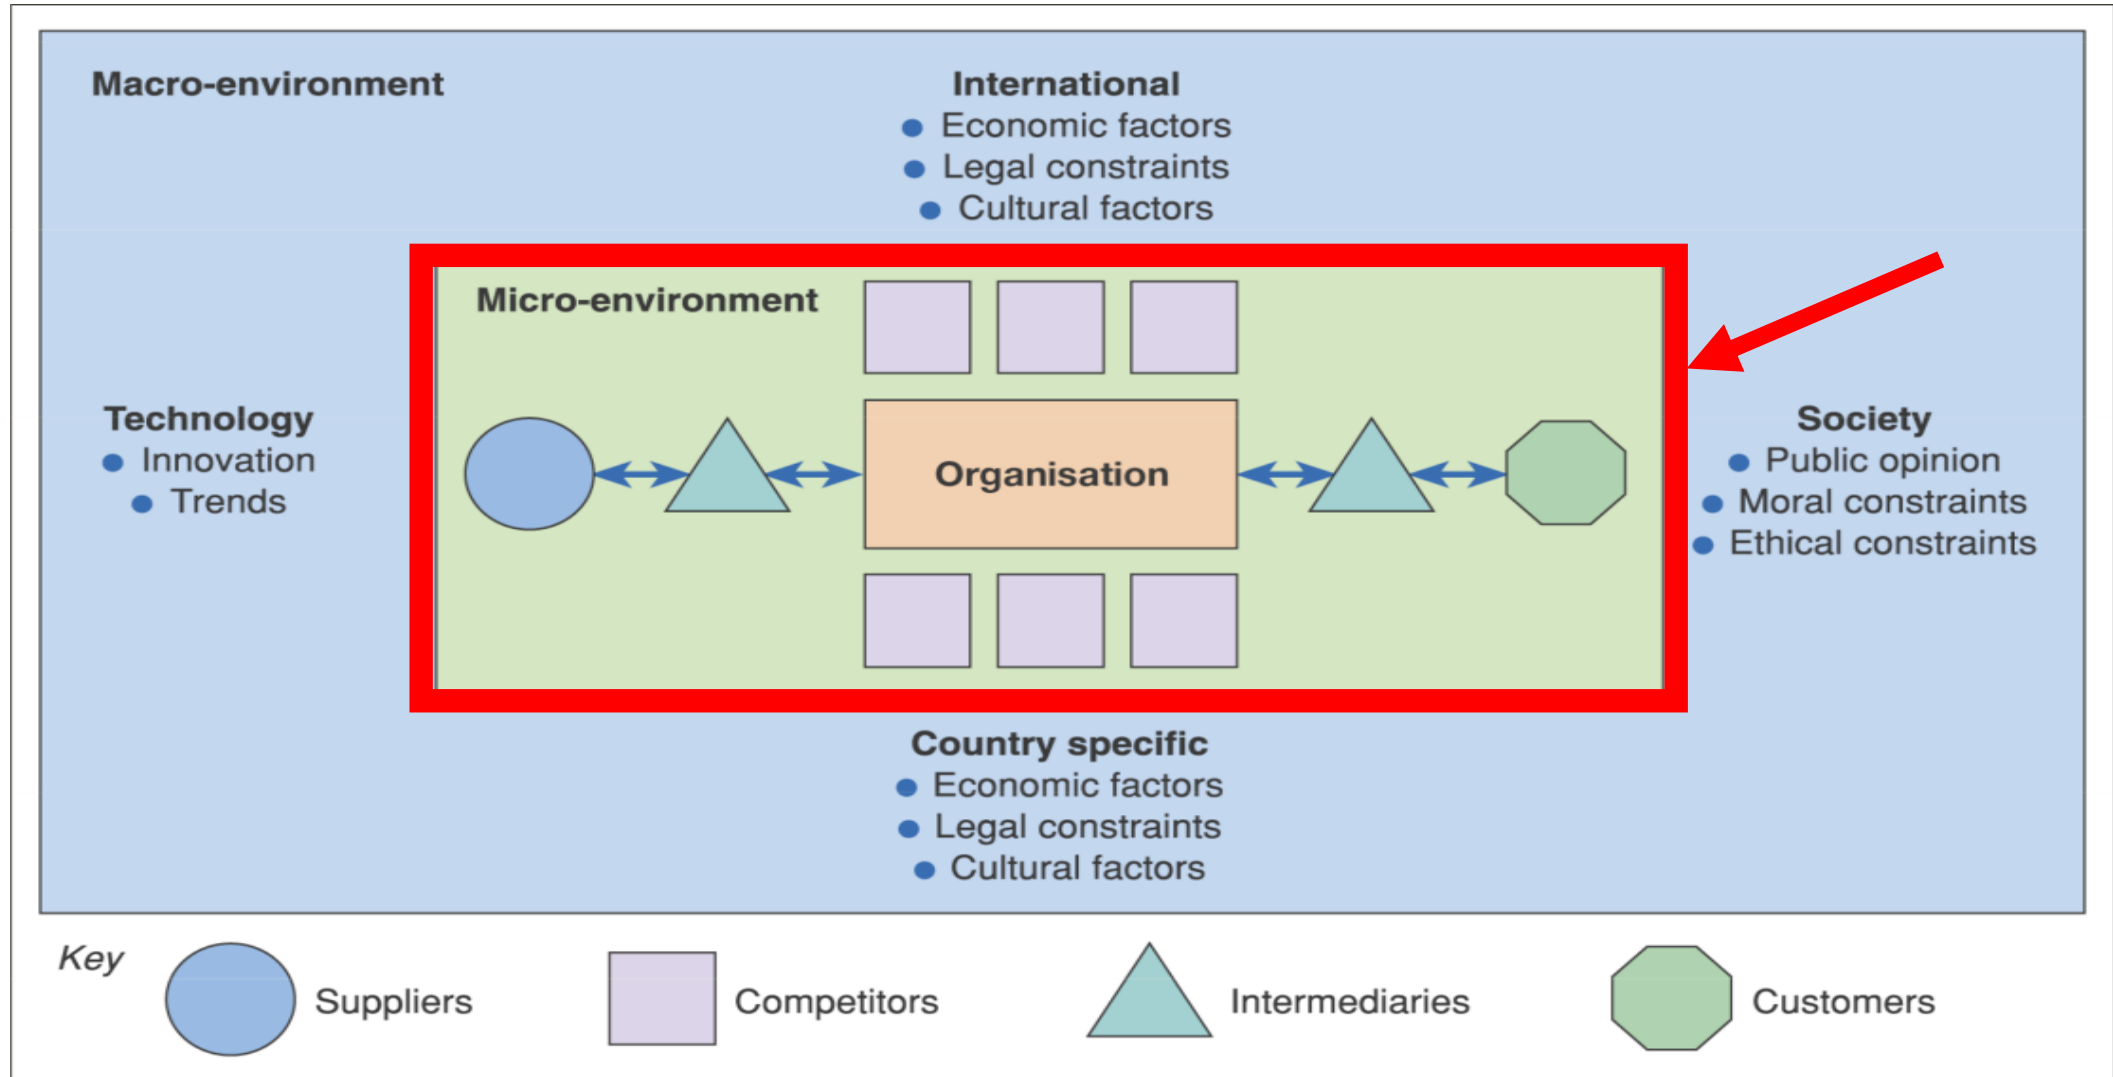 Macro-environment
International
• Economic factors
• Legal constraints
• Cultural factors
Micro-environment
Technology
• Innovation
• Trends
Organisation
Society
• Public opinion
• Moral constraints
• Ethical constraints
Country specific
• Economic factors
• Legal constraints
• Cultural factors
Key
Suppliers
Competitors
Intermediaries
Customers